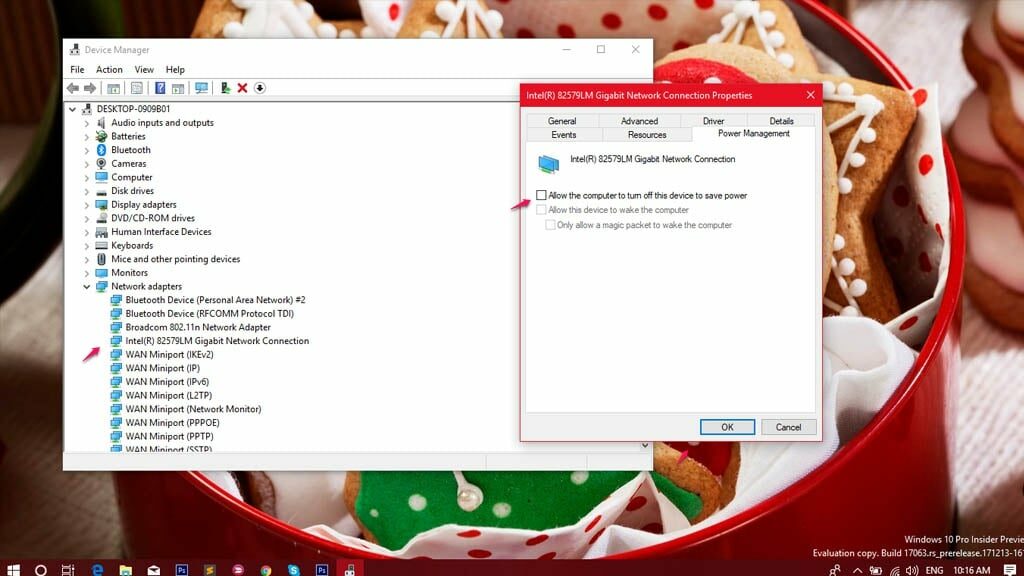 Device Manager
File Action View Help
DESKTOP-0909B01
Audio inputs and outputs
Batteries
Bluetooth
Cameras
Computer
Disk drives
Display adapters
DVD/CD-ROM drives
Human Interface Devices
Keyboards
Mice and other pointing devices
Monitors
Network adapters
Bluetooth Device (Personal Area Network) #2
Bluetooth Device (RFCOMM Protocol TDI)
Broadcom 802.11n Network Adapter
Intel(R) 82579LM Gigabit Network Connection
WAN Miniport (IKEv2)
WAN Miniport (IP)
WAN Miniport (IPv6)
WAN Miniport (L2TP)
WAN Miniport (Network Monitor)
WAN Miniport (PPPOE)
WAN Miniport (PPTP)
WAN Miniport (SSTP)
Intel(R) 82579LM Gigabit Network Connection Properties
General Advanced Driver Details
Events Resources Power Management
Intel(R) 82579LM Gigabit Network Connection
Allow the computer to turn off this device to save power
Allow this device to wake the computer
Only allow a magic packet to wake the computer
OK Cancel
Windows 10 Pro Insider Previe
Evaluation copy. Build 17063.rs_prerelease.171213-16
Ps S Ps
ENG 10:16 AM